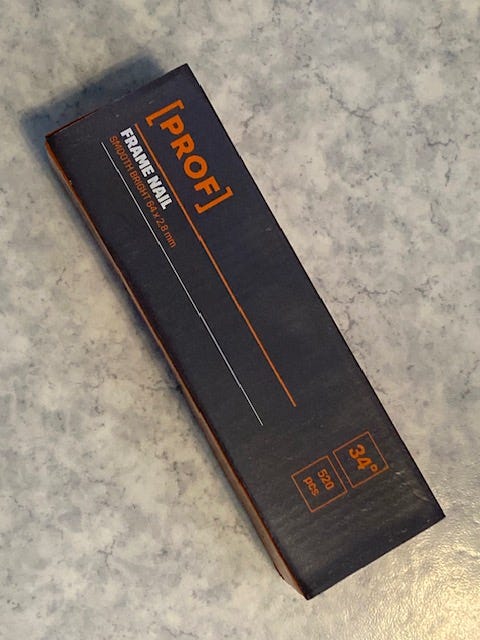 [PROF]
FRAME NAIL
SMOOTH BRIGHT 64 x 2.8 mm
34°
520
pcs